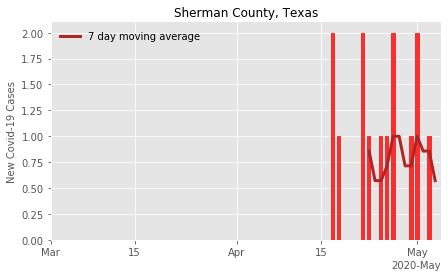 Sherman County, Texas
7 day moving average
New Covid-19 Cases
2.00
1.75
1.50
1.25
1.00
0.75
0.50
0.25
0.00
Mar
15
Apr
15
May
2020-May